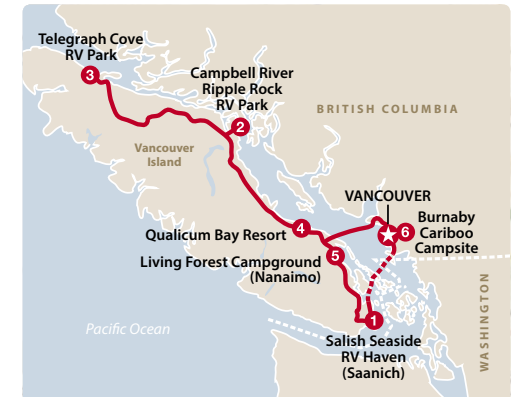 Telegraph Cove
RV Park
3
Campbell River
Ripple Rock
RV Park
2
BRITISH COLUMBIA
Vancouver
Island
VANCOUVER
6
Burnaby
Cariboo
Campsite
4
Qualicum Bay Resort
5
Living Forest Campground
(Nanaimo)
WASHINGTON
Pacific Ocean
1
Salish Seaside
RV Haven
(Saanich)